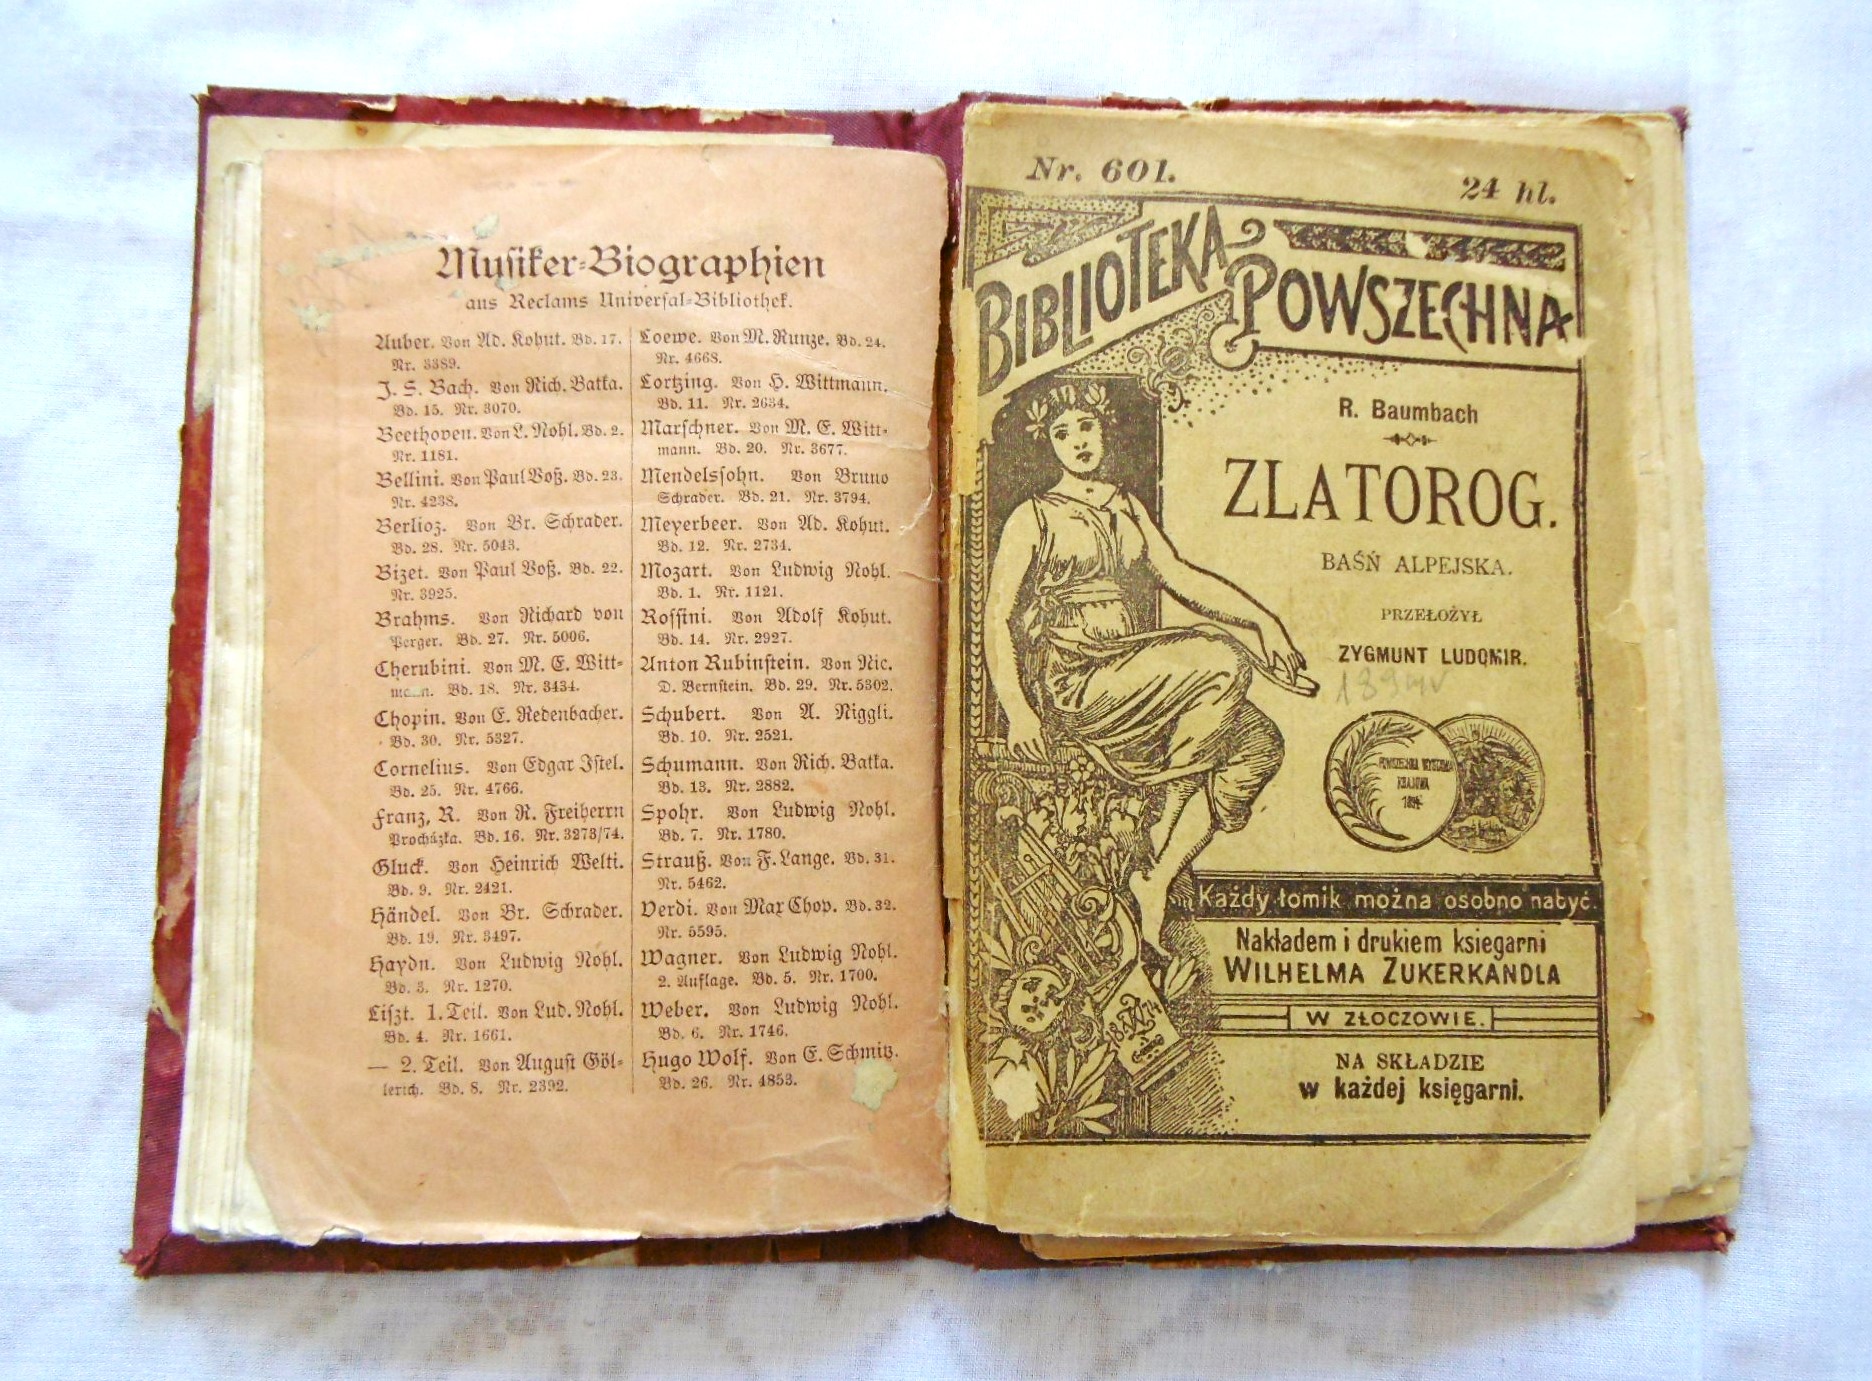 Musiker-Biographien
aus Reclams Universal-Bibliothek.
Auber. Von Ad. Kohut. Bd. 17.
Nr. 3389.
J. S. Bach. Von Rich. Batka.
Bd. 15. Nr. 3070.
Beethoven. Von L. Nohl. Bd. 2.
Nr. 1181.
Bellini. Von Paul Voß. Bd. 23.
Nr. 4238.
Berlioz. Von Br. Schrader.
Bd. 28. Nr. 5043.
Bizet. Von Paul Voß. Bd. 22.
Nr. 3925.
Brahms. Von Richard von
Perger. Bd. 27. Nr. 5006.
Cherubini. Von M. E. Witt-
mann. Bd. 18. Nr. 3434.
Chopin. Von E. Redenbacher.
Bd. 30. Nr. 5327.
Cornelius. Von Edgar Istel.
Bd. 25. Nr. 4766.
Franz, R. Von R. Freiherrn
Procházka. Bd. 16. Nr. 3273/74.
Gluck. Von Heinrich Welti.
Bd. 9. Nr. 2421.
Händel. Von Br. Schrader.
Bd. 19. Nr. 3497.
Haydn. Von Ludwig Nohl.
Bd. 3. Nr. 1270.
Liszt. 1. Teil. Von Lud. Nohl.
Bd. 4. Nr. 1661.
— 2. Teil. Von August Göl-
lerich. Bd. 8. Nr. 2392.
Loewe. Von M. Runze. Bd. 24.
Nr. 4668.
Lortzing. Von H. Wittmann.
Bd. 11. Nr. 2634.
Marschner. Von M. E. Witt-
mann. Bd. 20. Nr. 3677.
Mendelssohn. Von Bruno
Schrader. Bd. 21. Nr. 3794.
Meyerbeer. Von Ad. Kohut.
Bd. 12. Nr. 2734.
Mozart. Von Ludwig Nohl.
Bd. 1. Nr. 1121.
Rossini. Von Adolf Kohut.
Bd. 14. Nr. 2927.
Anton Rubinstein. Von Nic.
D. Bernstein. Bd. 29. Nr. 5302.
Schubert. Von A. Niggli.
Bd. 10. Nr. 2521.
Schumann. Von Rich. Batka.
Bd. 13. Nr. 2882.
Spohr. Von Ludwig Nohl.
Bd. 7. Nr. 1780.
Strauß. Von F. Lange. Bd. 31.
Nr. 5462.
Verdi. Von Max Chop. Bd. 32.
Nr. 5595.
Wagner. Von Ludwig Nohl.
2. Auflage. Bd. 5. Nr. 1700.
Weber. Von Ludwig Nohl.
Bd. 6. Nr. 1746.
Hugo Wolf. Von E. Schmitz.
Bd. 26. Nr. 4853.
Nr. 601.
24 hl.
BIBLIOTEKA
POWSZECHNA
R. Baumbach
ZLATOROG.
BAŚŃ ALPEJSKA.
PRZEŁOŻYŁ
ZYGMUNT LUDOMIR.
POWSZECHNA WYSTAWA
KRAJOWA
1894
Każdy tomik można osobno nabyć.
Nakładem i drukiem księgarni
WILHELMA ZUKERKANDLA
W ZŁOCZOWIE.
NA SKŁADZIE
w każdej księgarni.